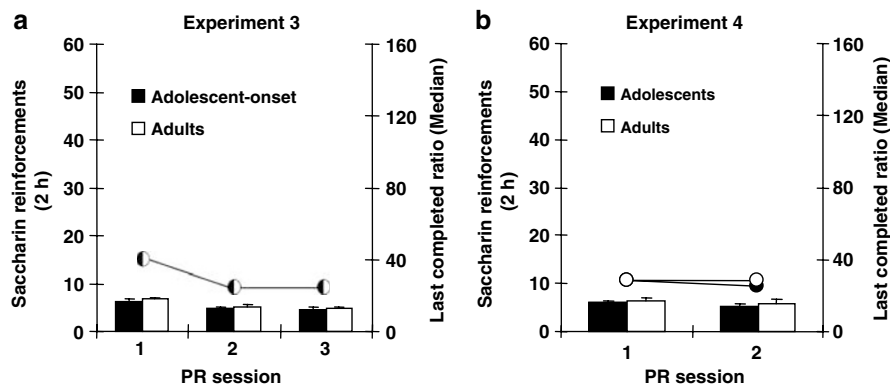 a
Experiment 3
60
50
40
30
20
10
0
Saccharin reinforcements
(2 h)
160
120
80
40
0
Last completed ratio (Median)
Adolescent-onset
Adults
1 2 3
PR session
b
Experiment 4
60
50
40
30
20
10
0
Saccharin reinforcements
(2 h)
160
120
80
40
0
Last completed ratio (Median)
Adolescents
Adults
1 2
PR session